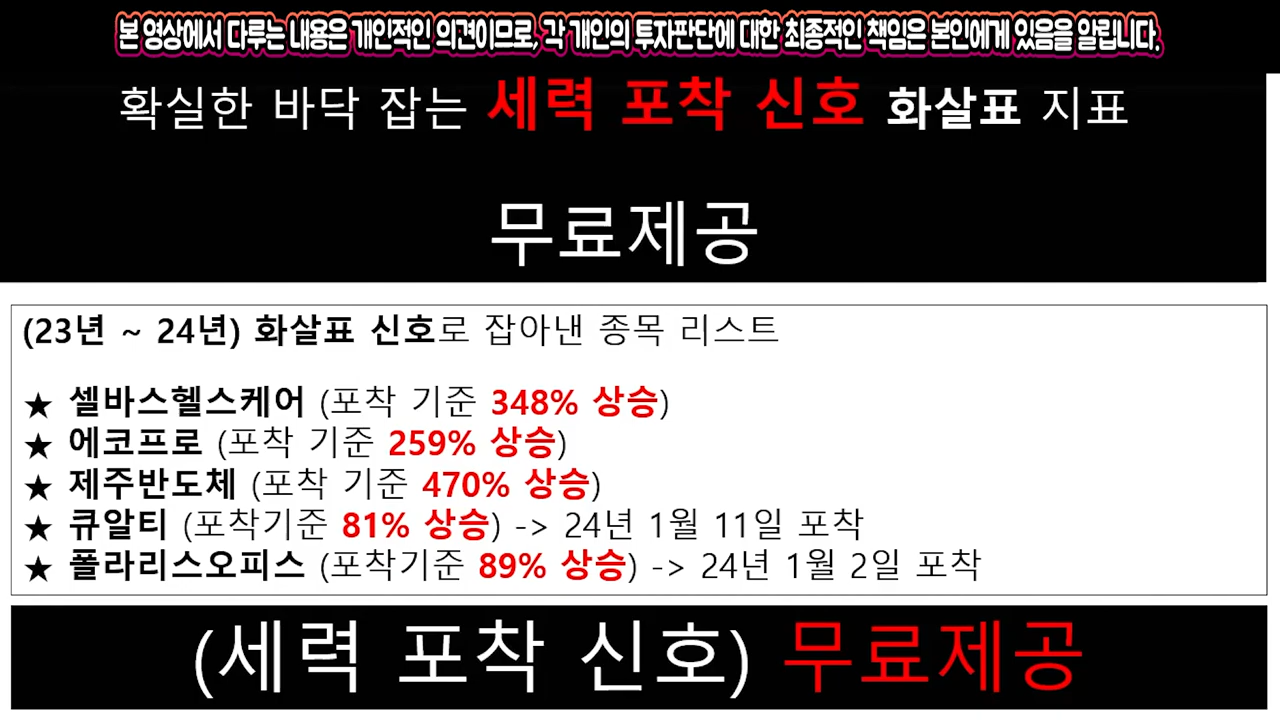 본 영상에서 다루는 내용은 개인적인 의견이므로, 각 개인의 투자판단에 대한 최종적인 책임은 본인에게 있음을 알립니다.
확실한 바닥 잡는 세력 포착 신호 화살표 지표
무료제공
(23년 ~ 24년) 화살표 신호로 잡아낸 종목 리스트
★ 셀바스헬스케어 (포착 기준 348% 상승)
★ 에코프로 (포착 기준 259% 상승)
★ 제주반도체 (포착 기준 470% 상승)
★ 큐알티 (포착기준 81% 상승) -> 24년 1월 11일 포착
★ 폴라리스오피스 (포착기준 89% 상승) -> 24년 1월 2일 포착
(세력 포착 신호) 무료제공